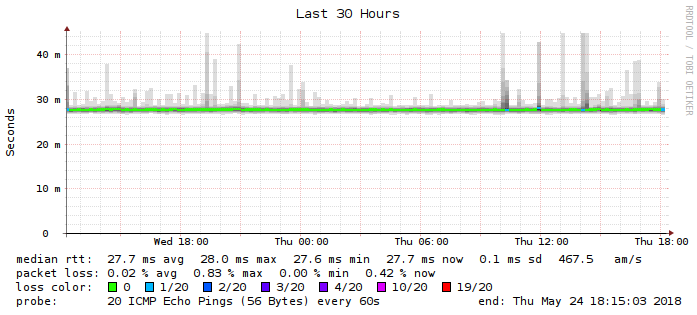 Last 30 Hours
RRDTOOL / TOBI OETIKER
Seconds
40 m
30 m
20 m
10 m
0
Wed 18:00 Thu 00:00 Thu 06:00 Thu 12:00 Thu 18:00
median rtt: 27.7 ms avg 28.0 ms max 27.6 ms min 27.7 ms now 0.1 ms sd 467.5 am/s
packet loss: 0.02 % avg 0.83 % max 0.00 % min 0.42 % now
loss color: 0 1/20 2/20 3/20 4/20 10/20 19/20
probe: 20 ICMP Echo Pings (56 Bytes) every 60s end: Thu May 24 18:15:03 2018